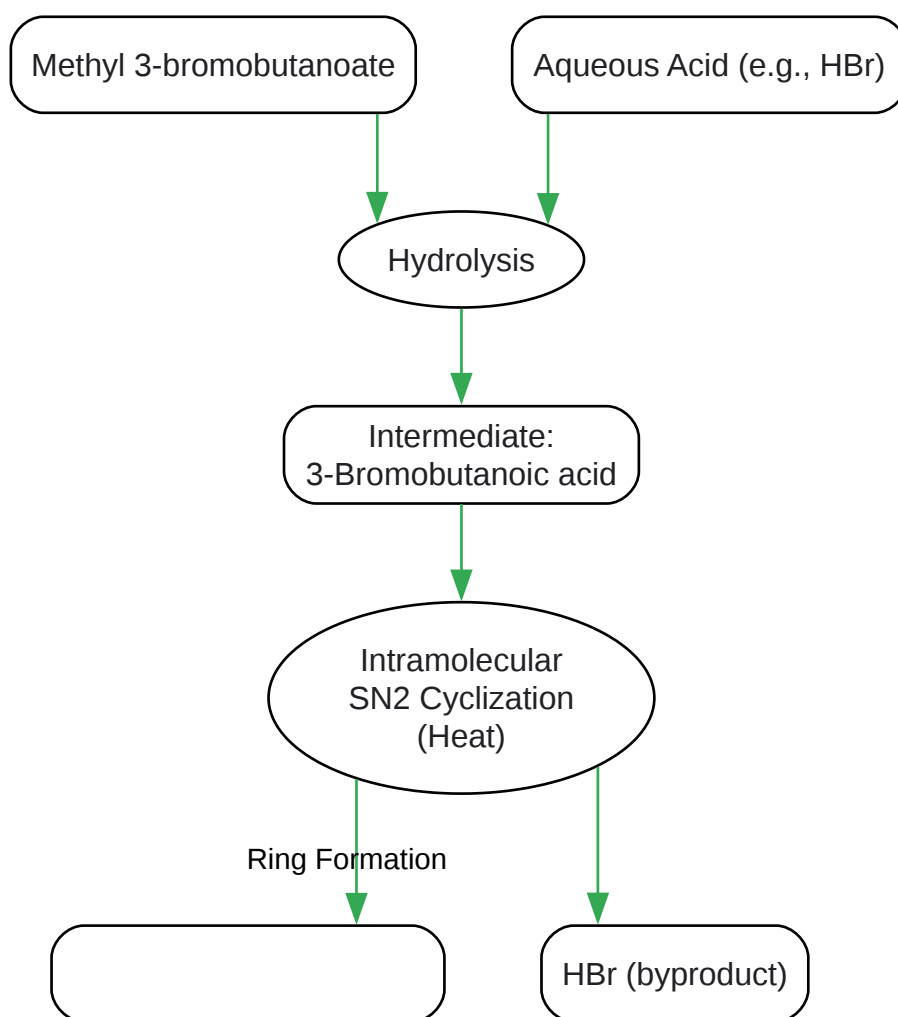 Methyl 3-bromobutanoate
Aqueous Acid (e.g., HBr)
Hydrolysis
Intermediate:
3-Bromobutanoic acid
Intramolecular
SN2 Cyclization
(Heat)
Ring Formation
HBr (byproduct)